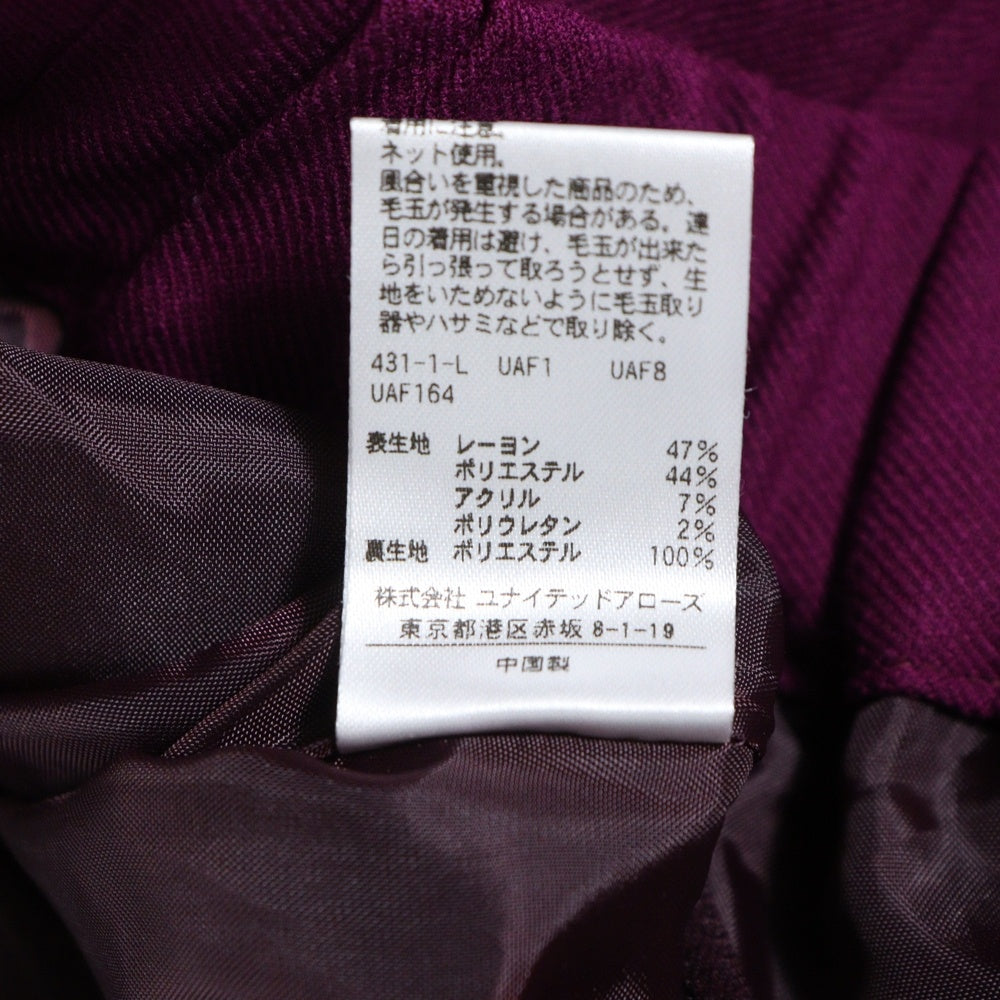 着用に注意。
ネット使用。
風合いを重視した商品のため、
毛玉が発生する場合がある。連
日の着用は避け、毛玉が出来た
ら引っ張って取ろうとせず、生
地をいためないように毛玉取り
器やハサミなどで取り除く。
431-1-L UAF1 UAF8
UAF164
表生地 レーヨン 47%
ポリエステル 44%
アクリル 7%
ポリウレタン 2%
裏生地 ポリエステル 100%
株式会社 ユナイテッドアローズ
東京都港区赤坂 8-1-19
中国製